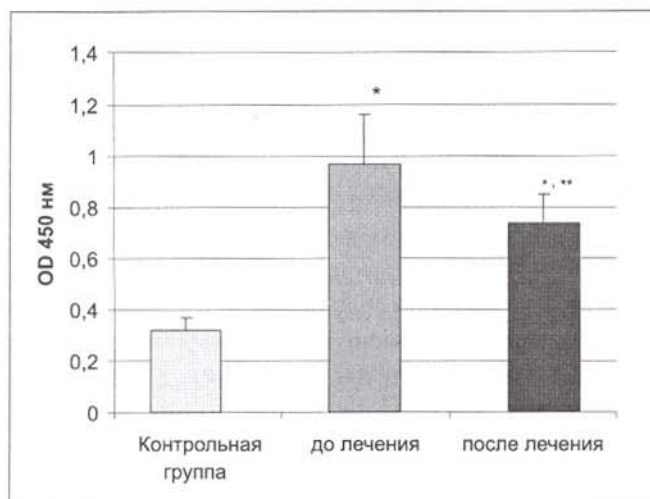 1,4
1,2
1
0,8
0,6
0,4
0,2
0
OD 450 нм
*
* , **
Контрольная
группа
до лечения
после лечения